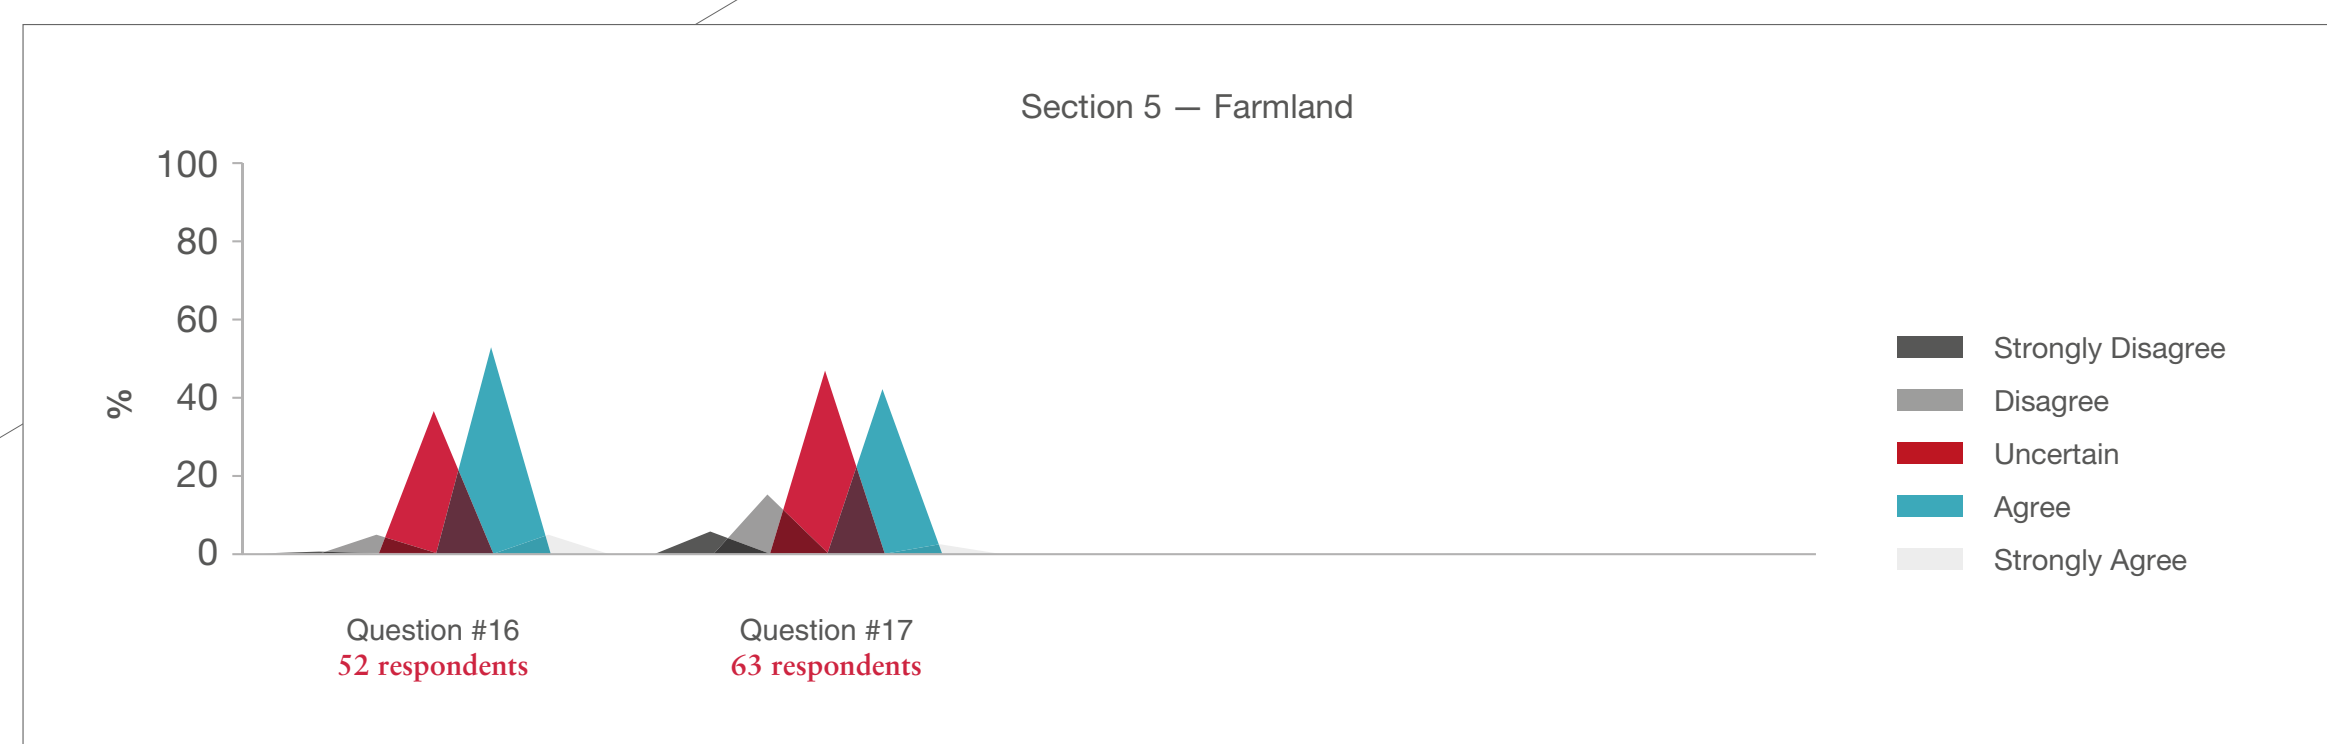 Section 5 — Farmland
100
80
60
40
20
0
%
Question #16
52 respondents
Question #17
63 respondents
Strongly Disagree
Disagree
Uncertain
Agree
Strongly Agree